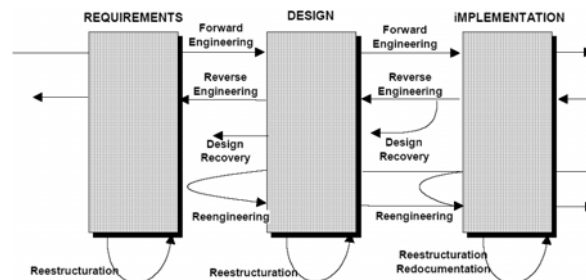 REQUIREMENTS
DESIGN
iMPLEMENTATION
Forward
Engineering
Forward
Engineering
Reverse
Engineering
Reverse
Engineering
Design
Recovery
Design
Recovery
Reengineering
Reengineering
Reestructuration
Reestructuration
Reestructuration
Redocumentation